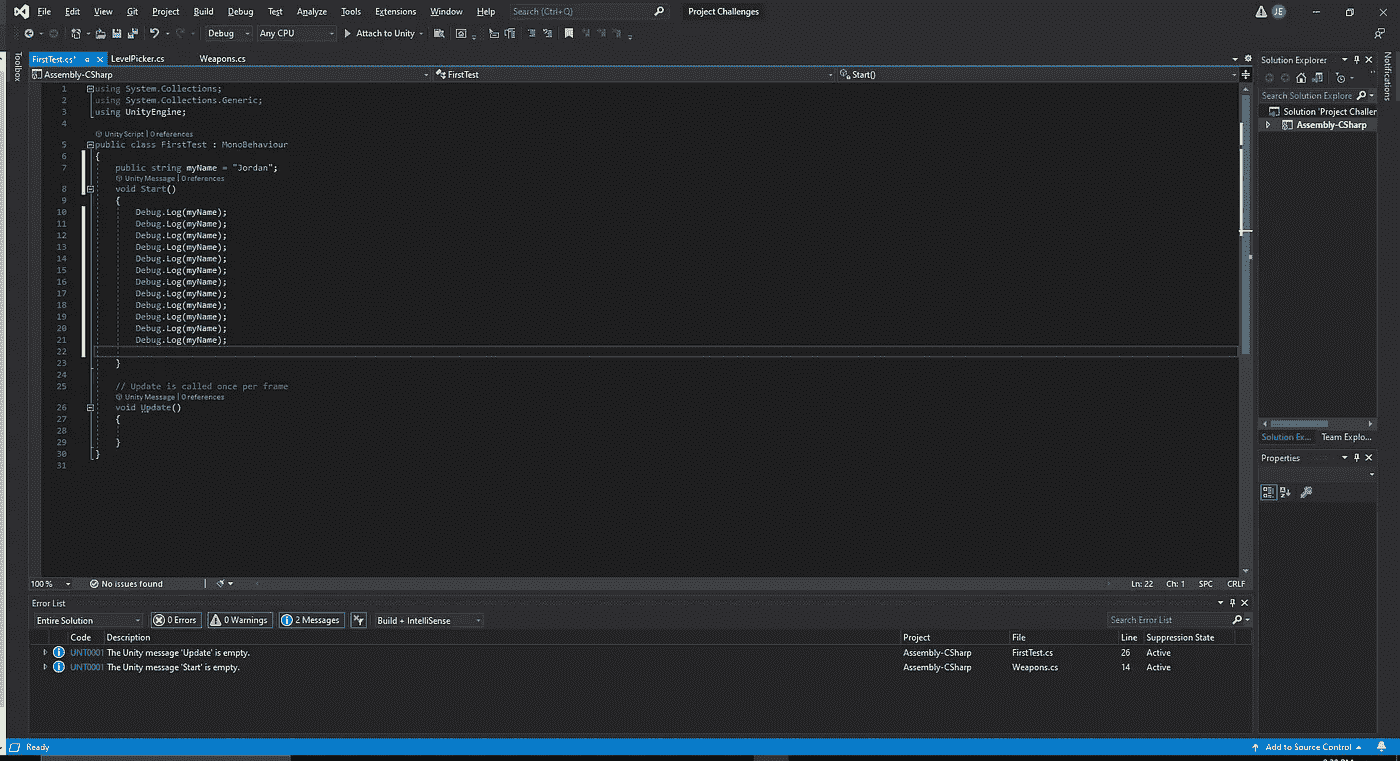 File Edit View Git Project Build Debug Test Analyze Tools Extensions Window Help Search (Ctrl+Q) Project Challenges JE
Debug Any CPU Attach to Unity
Toolbox
FirstTest.cs* LevelPicker.cs Weapons.cs
Assembly-CSharp FirstTest Start()
1 using System.Collections;
2 using System.Collections.Generic;
3 using UnityEngine;
4
Unity Script | 0 references
5 public class FirstTest : MonoBehaviour
6 {
7 public string myName = "Jordan";
Unity Message | 0 references
8 void Start()
9 {
10 Debug.Log(myName);
11 Debug.Log(myName);
12 Debug.Log(myName);
13 Debug.Log(myName);
14 Debug.Log(myName);
15 Debug.Log(myName);
16 Debug.Log(myName);
17 Debug.Log(myName);
18 Debug.Log(myName);
19 Debug.Log(myName);
20 Debug.Log(myName);
21 Debug.Log(myName);
22
23 }
24
25 // Update is called once per frame
Unity Message | 0 references
26 void Update()
27 {
28
29 }
30 }
31
100 % No issues found Ln: 22 Ch: 1 SPC CRLF
Solution Explorer
Search Solution Explore
Solution 'Project Challer
Assembly-CSharp
Solution Ex... Team Explo...
Properties
Notifications
Error List
Entire Solution 0 Errors 0 Warnings 2 Messages Build + IntelliSense Search Error List
Code Description Project File Line Suppression State
UNT0001 The Unity message 'Update' is empty. Assembly-CSharp FirstTest.cs 26 Active
UNT0001 The Unity message 'Start' is empty. Assembly-CSharp Weapons.cs 14 Active
Ready Add to Source Control